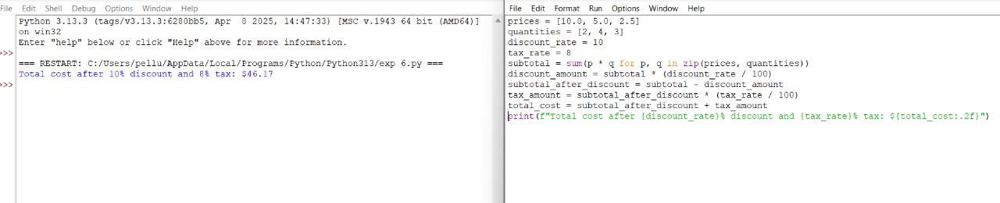 File Edit Shell Debug Options Window Help
Python 3.13.3 (tags/v3.13.3:6280bb5, Apr  8 2025, 14:47:33) [MSC v.1943 64 bit (AMD64)]
on win32
Enter "help" below or click "Help" above for more information.
>>>
=== RESTART: C:/Users/pellu/AppData/Local/Programs/Python/Python313/exp 6.py ===
Total cost after 10% discount and 8% tax: $46.17
>>>
File Edit Format Run Options Window Help
prices = [10.0, 5.0, 2.5]
quantities = [2, 4, 3]
discount_rate = 10
tax_rate = 8
subtotal = sum(p * q for p, q in zip(prices, quantities))
discount_amount = subtotal * (discount_rate / 100)
subtotal_after_discount = subtotal - discount_amount
tax_amount = subtotal_after_discount * (tax_rate / 100)
total_cost = subtotal_after_discount + tax_amount
print(f"Total cost after {discount_rate}% discount and {tax_rate}% tax: ${total_cost:.2f}")